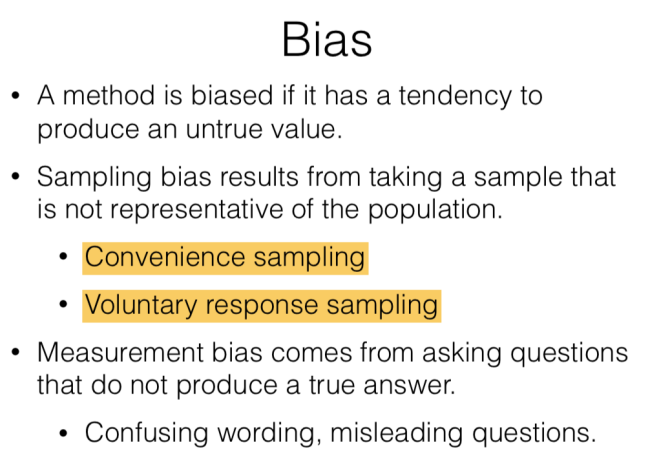 Bias
• A method is biased if it has a tendency to
produce an untrue value.
• Sampling bias results from taking a sample that
is not representative of the population.
• Convenience sampling
• Voluntary response sampling
• Measurement bias comes from asking questions
that do not produce a true answer.
• Confusing wording, misleading questions.